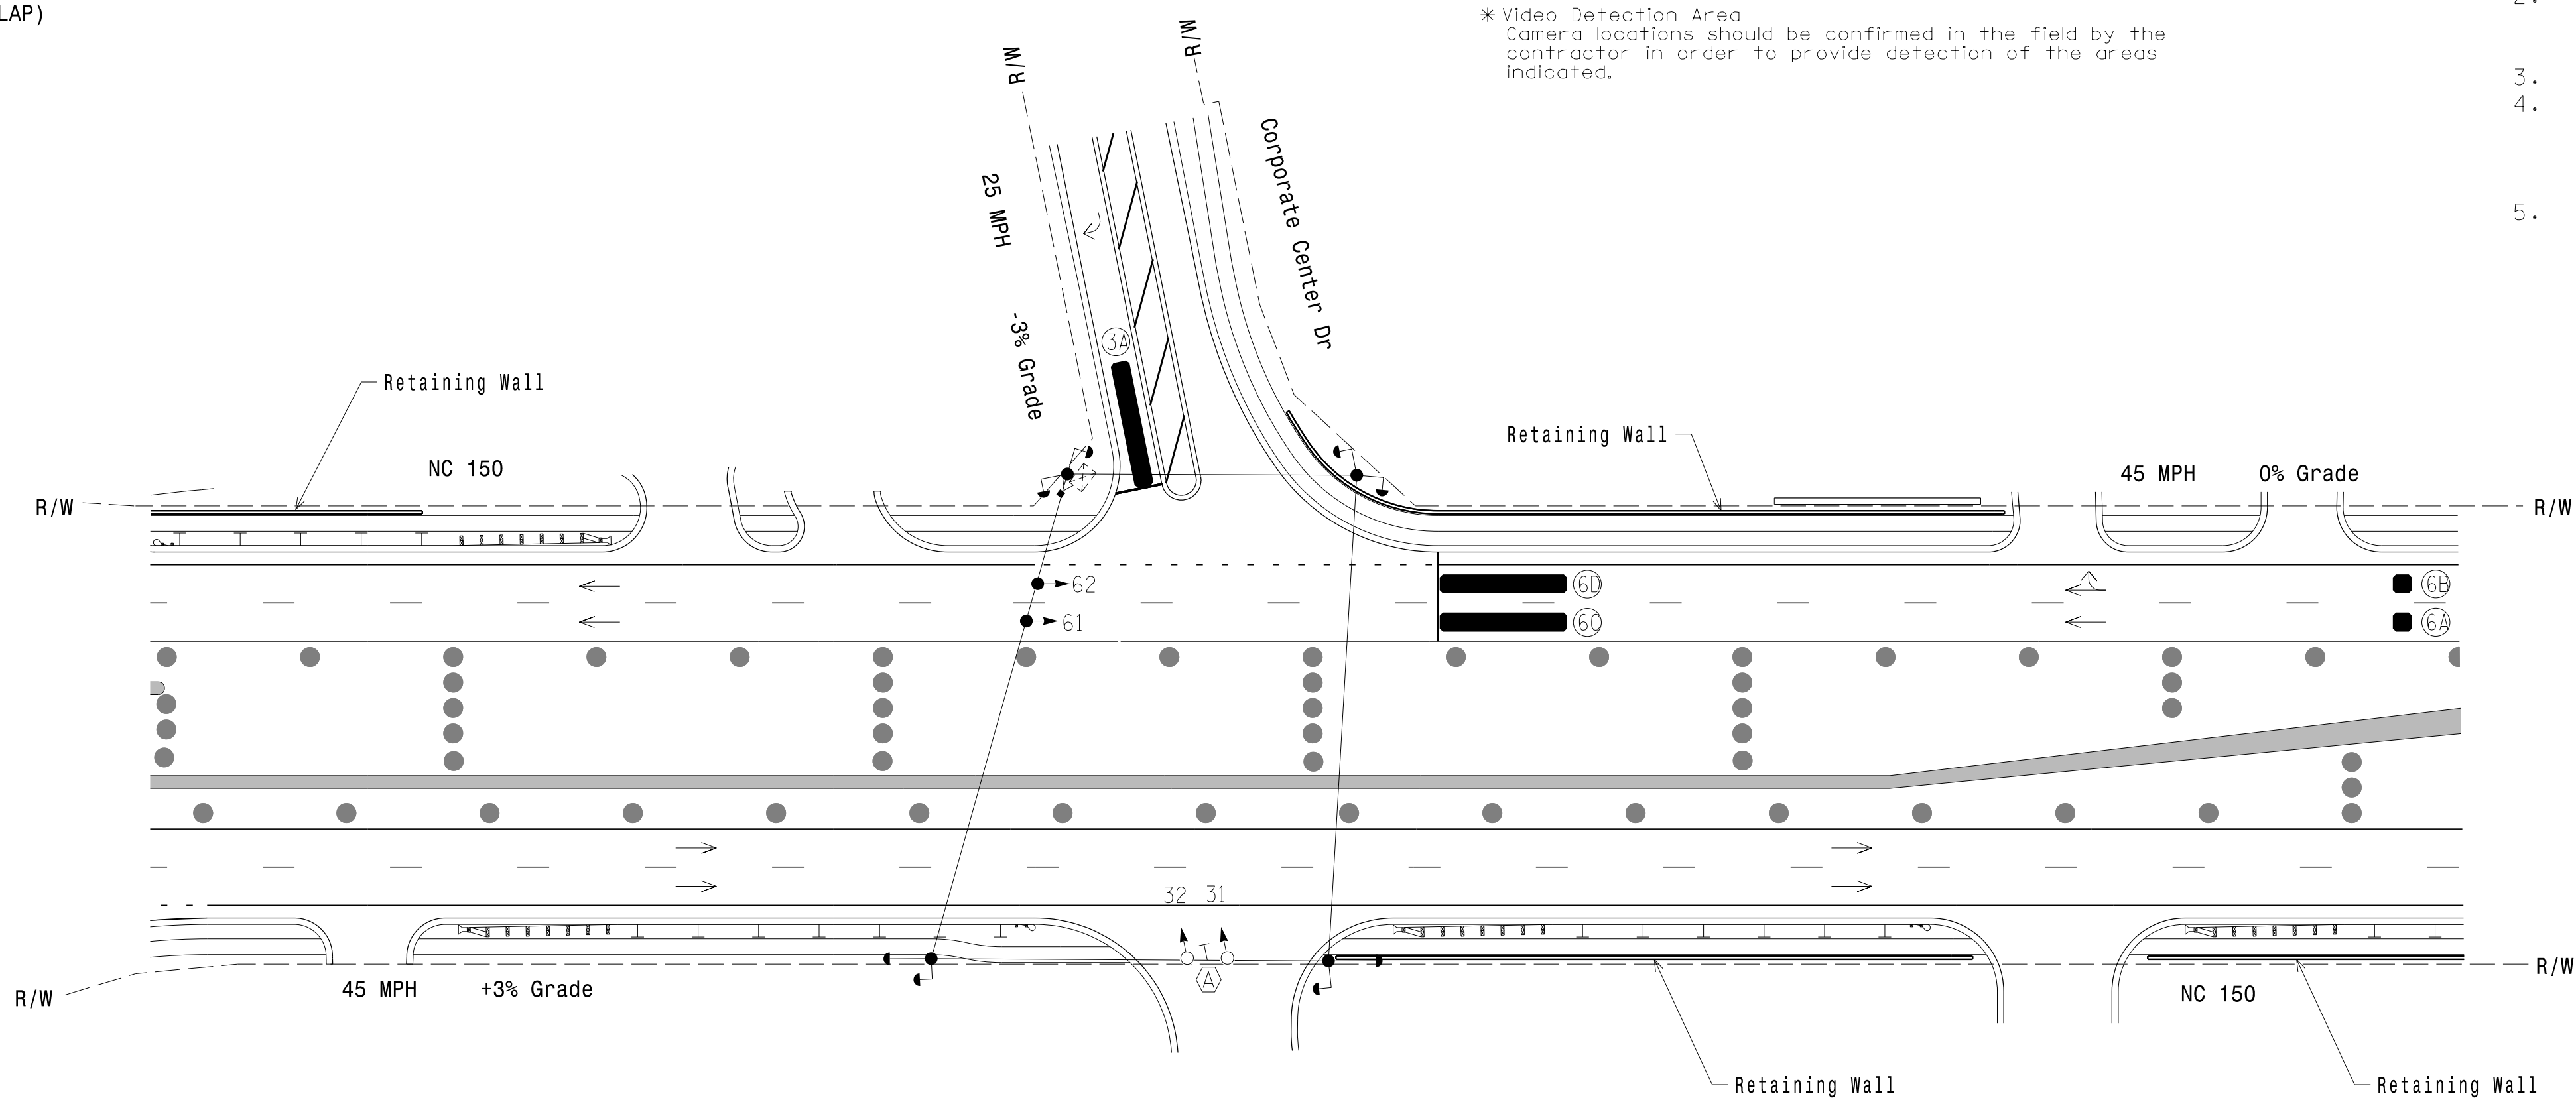 LAP)
✳ Video Detection Area
Camera locations should be confirmed in the field by the
contractor in order to provide detection of the areas
indicated.
3.
4.
5.
R/W
R/W
25 MPH
-3% Grade
Corporate Center Dr
3A
Retaining Wall
NC 150
Retaining Wall
45 MPH
0% Grade
R/W
R/W
62
6D
6B
61
6C
6A
32
31
A
45 MPH
+3% Grade
R/W
R/W
NC 150
Retaining Wall
Retaining Wall